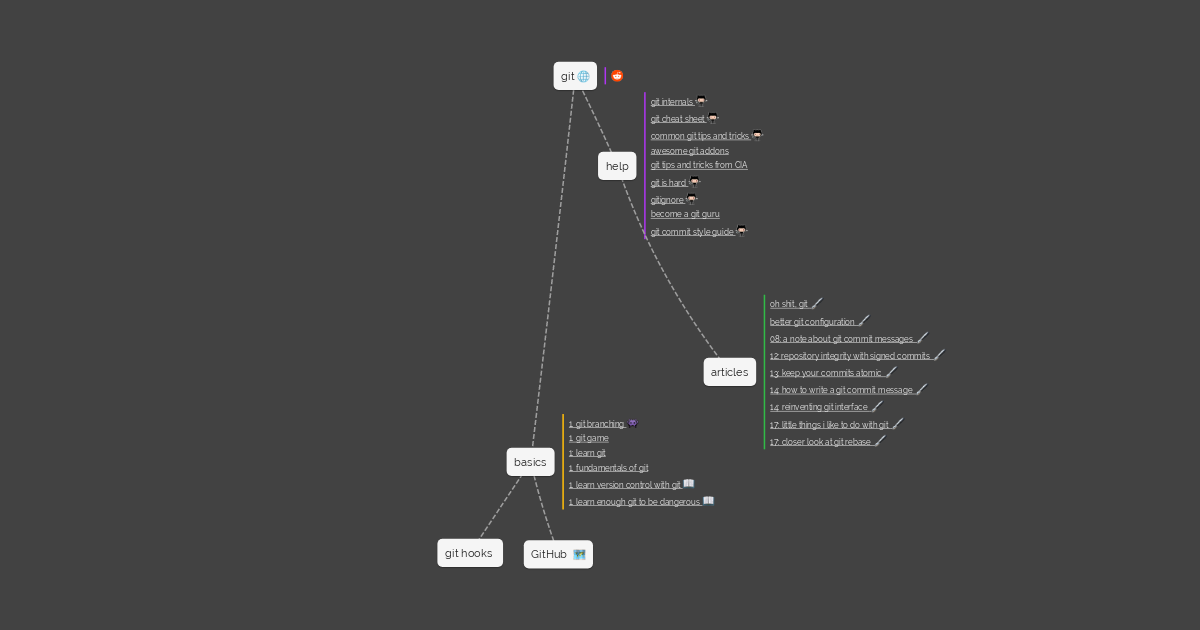 git
git internals
git cheat sheet
common git tips and tricks
awesome git addons
git tips and tricks from CIA
help
git is hard
gitignore
become a git guru
git commit style guide
oh shit, git
better git configuration
08: a note about git commit messages
12: repository integrity with signed commits
articles
13: keep your commits atomic
14: how to write a git commit message
14: reinventing git interface
17: little things i like to do with git
17: closer look at git rebase
1. git branching
1. git game
1. learn git
basics
1. fundamentals of git
1. learn version control with git
1. learn enough git to be dangerous
git hooks
GitHub